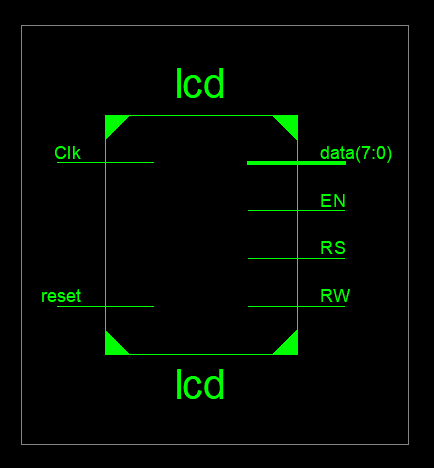 lcd
Clk
data(7:0)
EN
RS
reset
RW
lcd